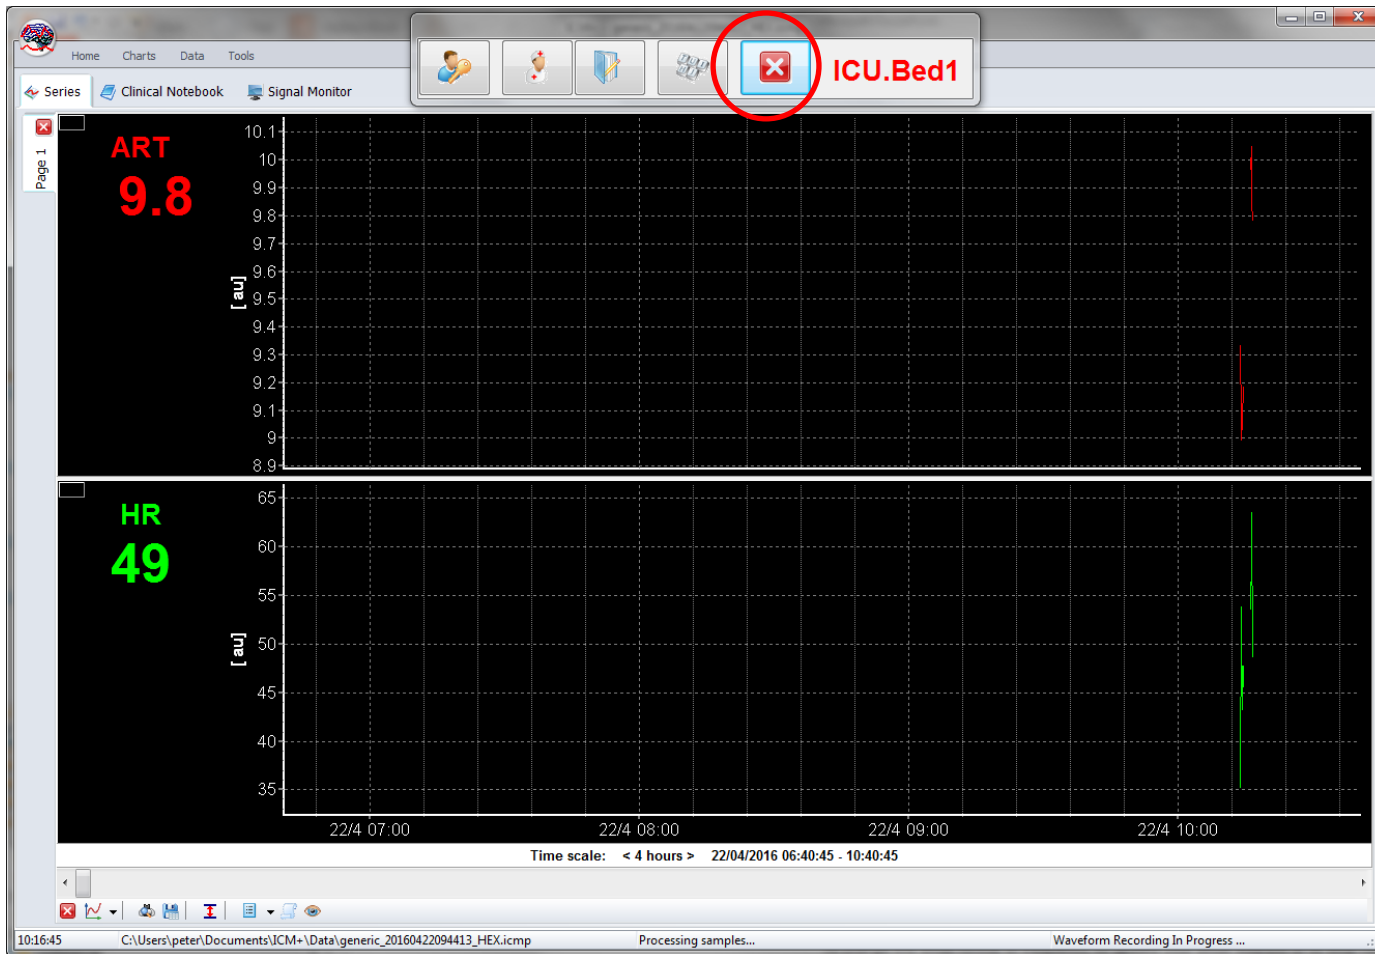 Home Charts Data Tools
ICU.Bed1
Series Clinical Notebook Signal Monitor
Page 1
ART
9.8
[ au]
10.1
10
9.9
9.8
9.7
9.6
9.5
9.4
9.3
9.2
9.1
9
8.9
HR
49
[ au]
65
60
55
50
45
40
35
22/4 07:00 22/4 08:00 22/4 09:00 22/4 10:00
Time scale: < 4 hours > 22/04/2016 06:40:45 - 10:40:45
10:16:45 C:\Users\peter\Documents\ICM+\Data\generic_20160422094413_HEX.icmp Processing samples... Waveform Recording In Progress ...